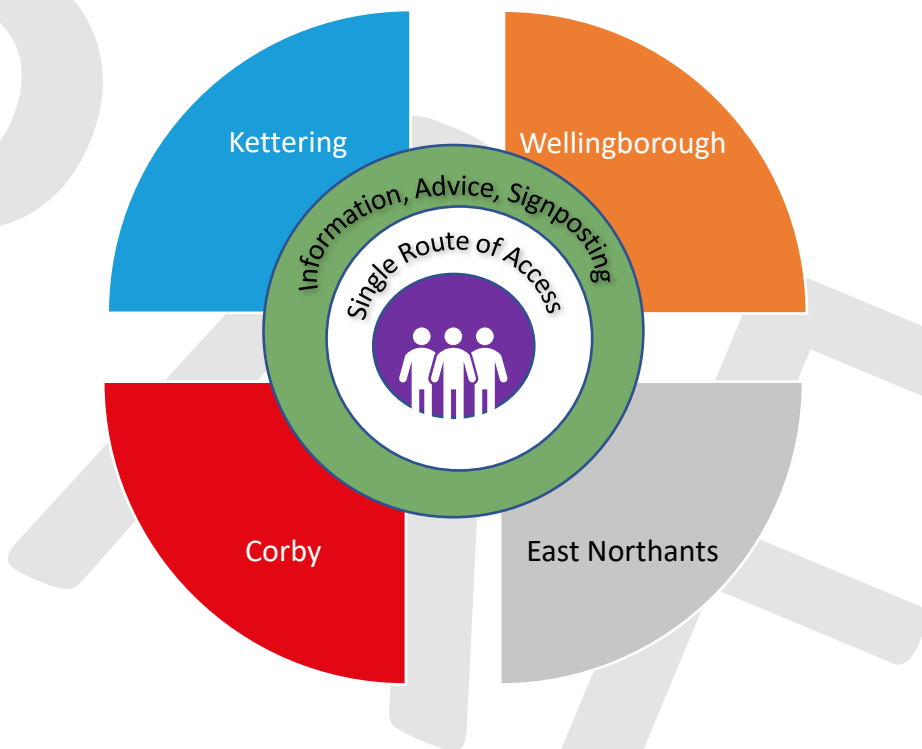 Kettering
Wellingborough
Information, Advice, Signposting
Single Route of Access
Corby
East Northants